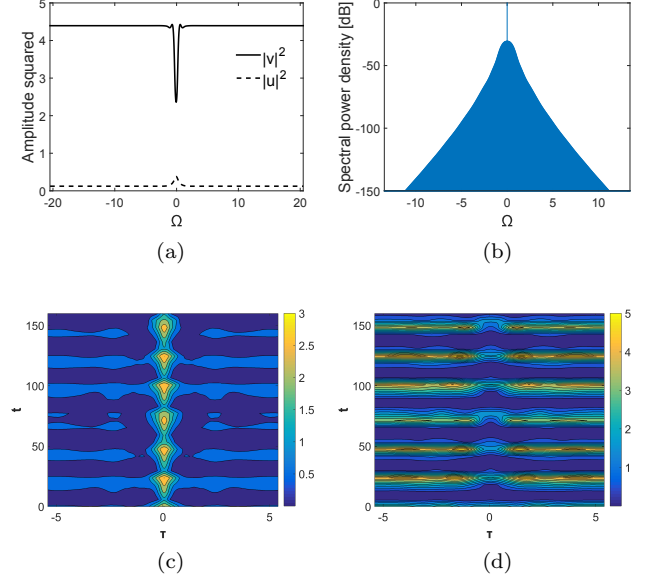 5
4
3
2
1
0
Amplitude squared
|v|²
|u|²
-20 -10 0 10 20
Ω
(a)
0
-50
-100
-150
Spectral power density [dB]
-10 -5 0 5 10
Ω
(b)
150
100
50
0
t
-5 0 5
τ
3
2.5
2
1.5
1
0.5
(c)
150
100
50
0
t
-5 0 5
τ
5
4
3
2
1
(d)